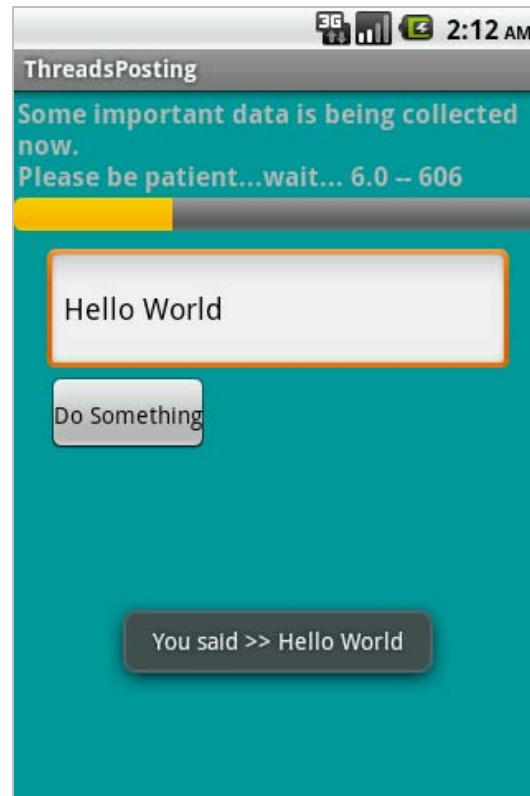 3G 2:12 AM
ThreadsPosting
Some important data is being collected
now.
Please be patient...wait... 6.0 -- 606
Hello World
Do Something
You said >> Hello World